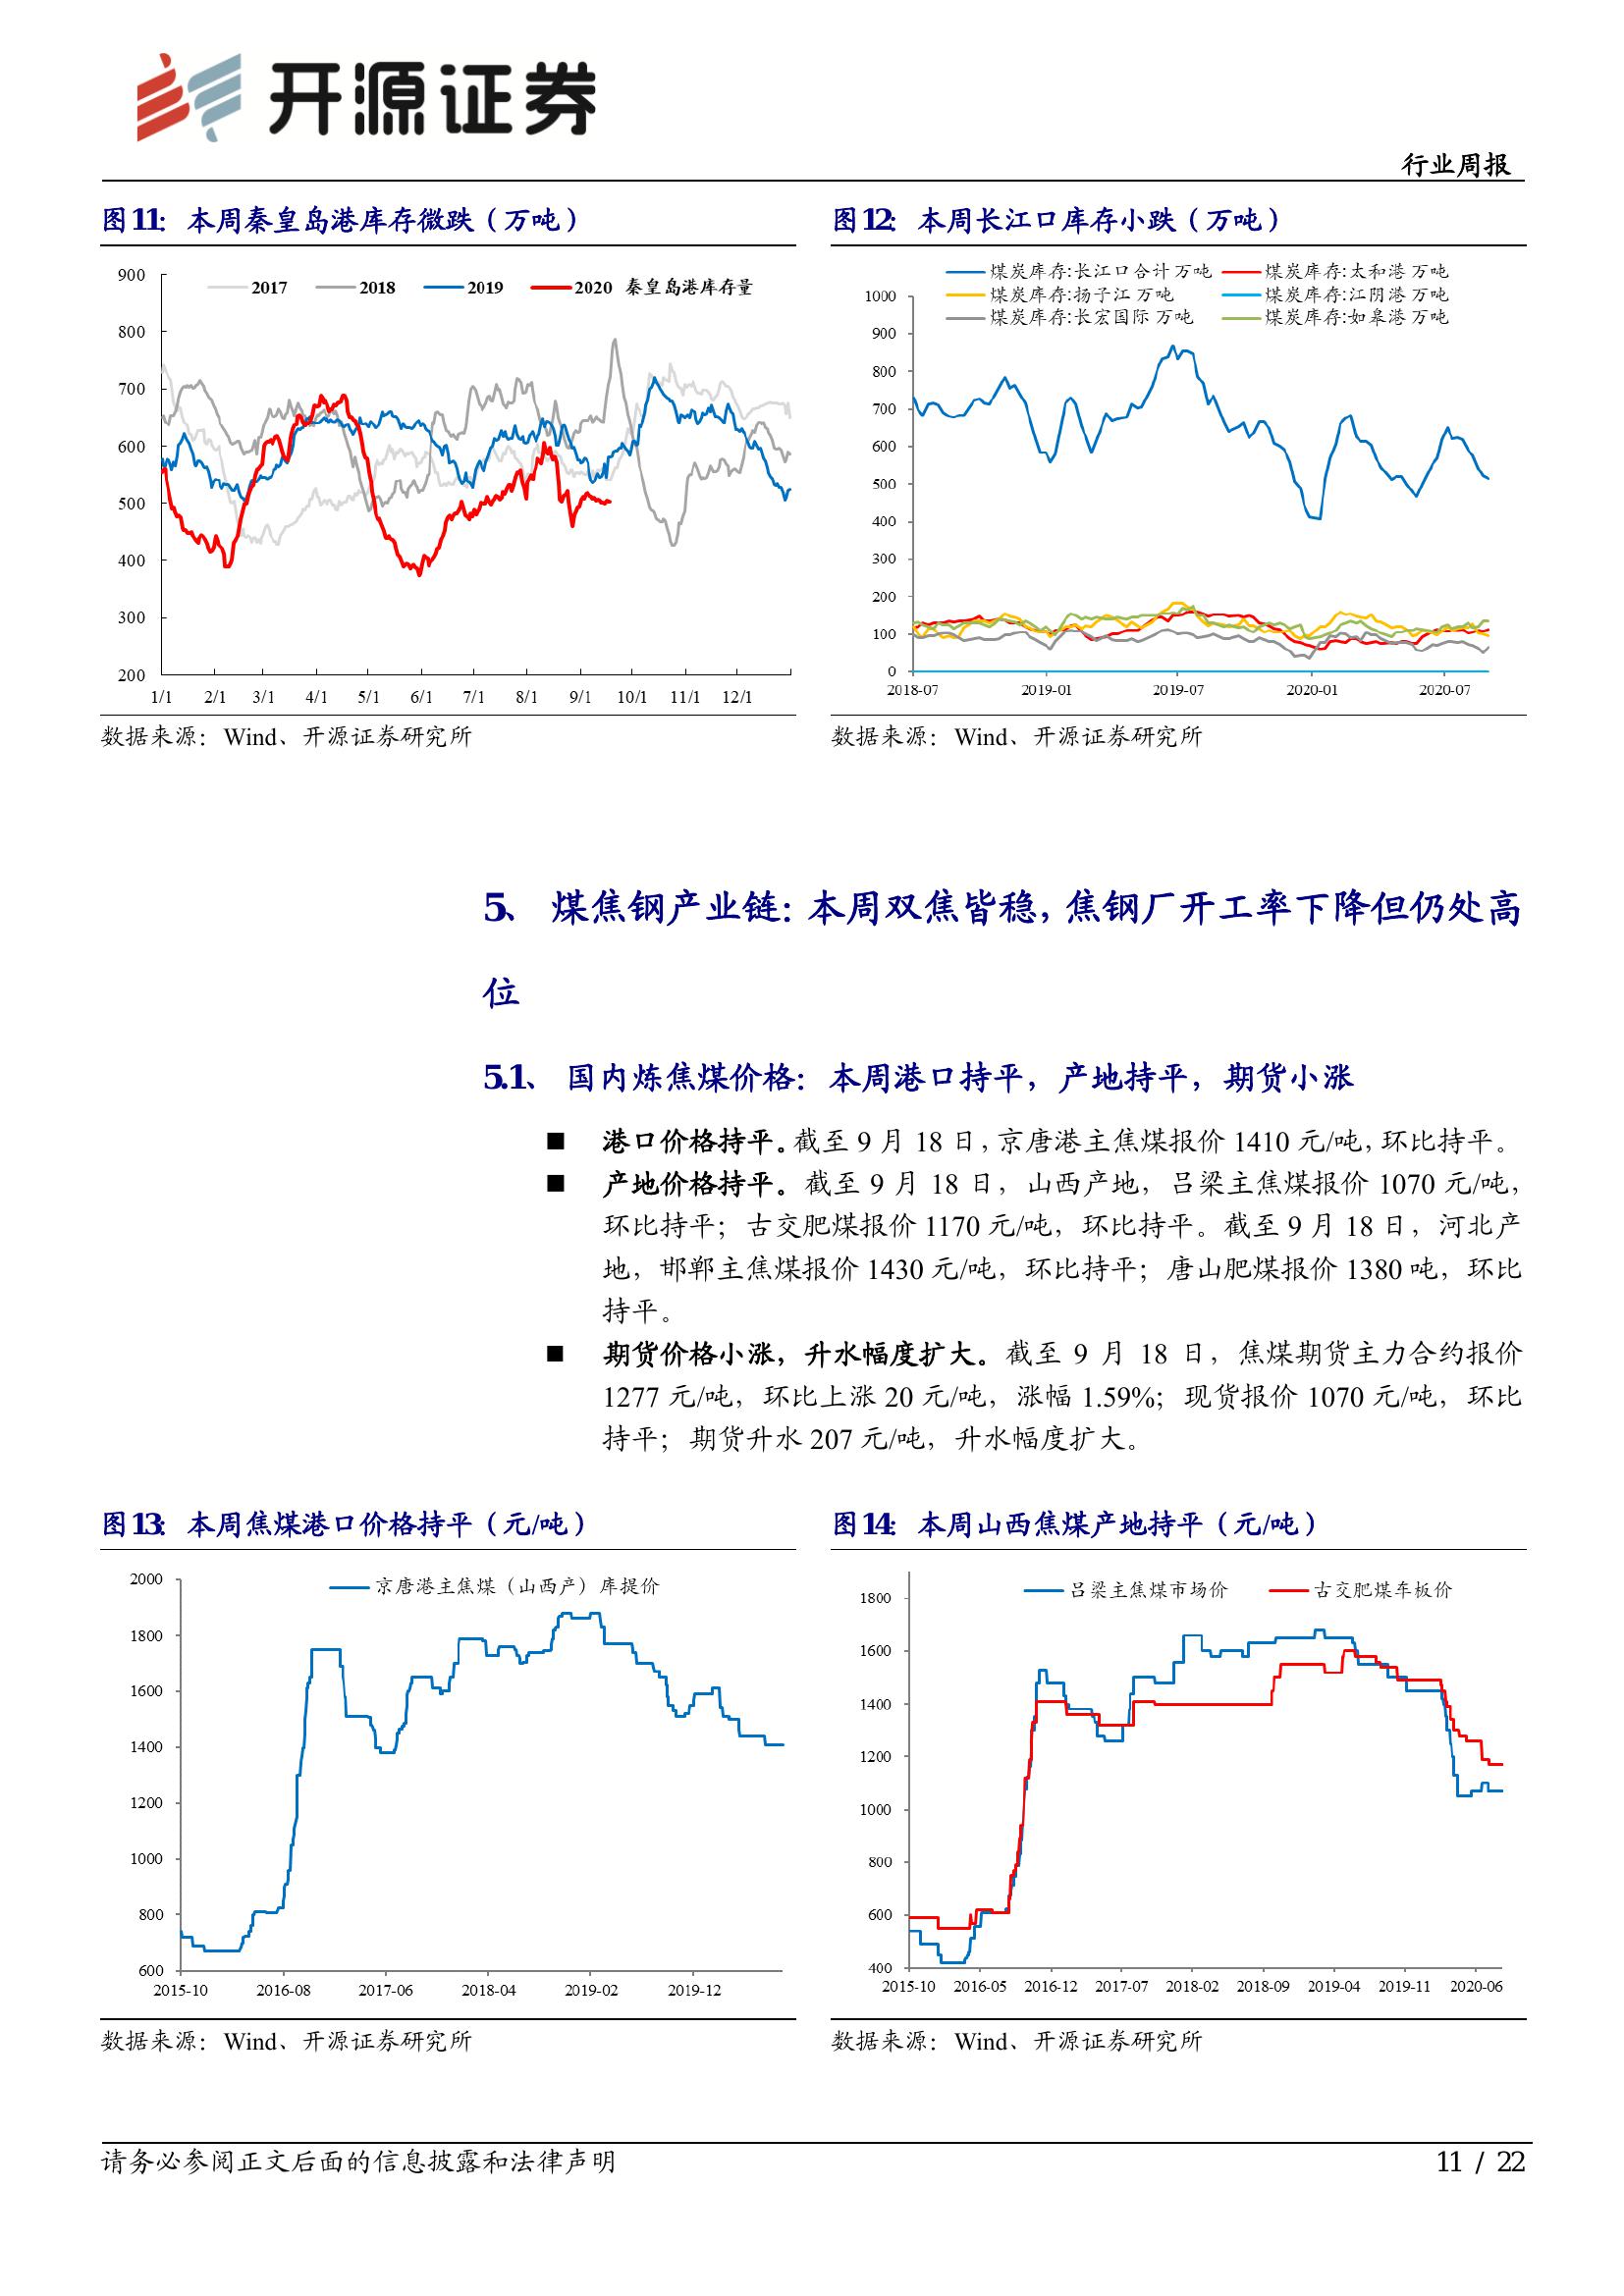 开源证券
行业周报
图11: 本周秦皇岛港库存微跌（万吨）
900
800
700
600
500
400
300
200
2017 2018 2019 2020 秦皇岛港库存量
1/1 2/1 3/1 4/1 5/1 6/1 7/1 8/1 9/1 10/1 11/1 12/1
数据来源：Wind、开源证券研究所
图12: 本周长江口库存小跌（万吨）
煤炭库存:长江口合计 万吨 煤炭库存:太和港 万吨
煤炭库存:扬子江 万吨 煤炭库存:江阴港 万吨
煤炭库存:长宏国际 万吨 煤炭库存:如皋港 万吨
1000
900
800
700
600
500
400
300
200
100
0
2018-07 2019-01 2019-07 2020-01 2020-07
数据来源：Wind、开源证券研究所
5、 煤焦钢产业链：本周双焦皆稳，焦钢厂开工率下降但仍处高
位
5.1、 国内炼焦煤价格：本周港口持平，产地持平，期货小涨
■ 港口价格持平。截至 9 月 18 日，京唐港主焦煤报价 1410 元/吨，环比持平。
■ 产地价格持平。截至 9 月 18 日，山西产地，吕梁主焦煤报价 1070 元/吨，
环比持平；古交肥煤报价 1170 元/吨，环比持平。截至 9 月 18 日，河北产
地，邯郸主焦煤报价 1430 元/吨，环比持平；唐山肥煤报价 1380 吨，环比
持平。
■ 期货价格小涨，升水幅度扩大。截至 9 月 18 日，焦煤期货主力合约报价
1277 元/吨，环比上涨 20 元/吨，涨幅 1.59%；现货报价 1070 元/吨，环比
持平；期货升水 207 元/吨，升水幅度扩大。
图13: 本周焦煤港口价格持平（元/吨）
京唐港主焦煤（山西产）库提价
2000
1800
1600
1400
1200
1000
800
600
2015-10 2016-08 2017-06 2018-04 2019-02 2019-12
数据来源：Wind、开源证券研究所
图14: 本周山西焦煤产地持平（元/吨）
吕梁主焦煤市场价 古交肥煤车板价
1800
1600
1400
1200
1000
800
600
400
2015-10 2016-05 2016-12 2017-07 2018-02 2018-09 2019-04 2019-11 2020-06
数据来源：Wind、开源证券研究所
请务必参阅正文后面的信息披露和法律声明
11 / 22